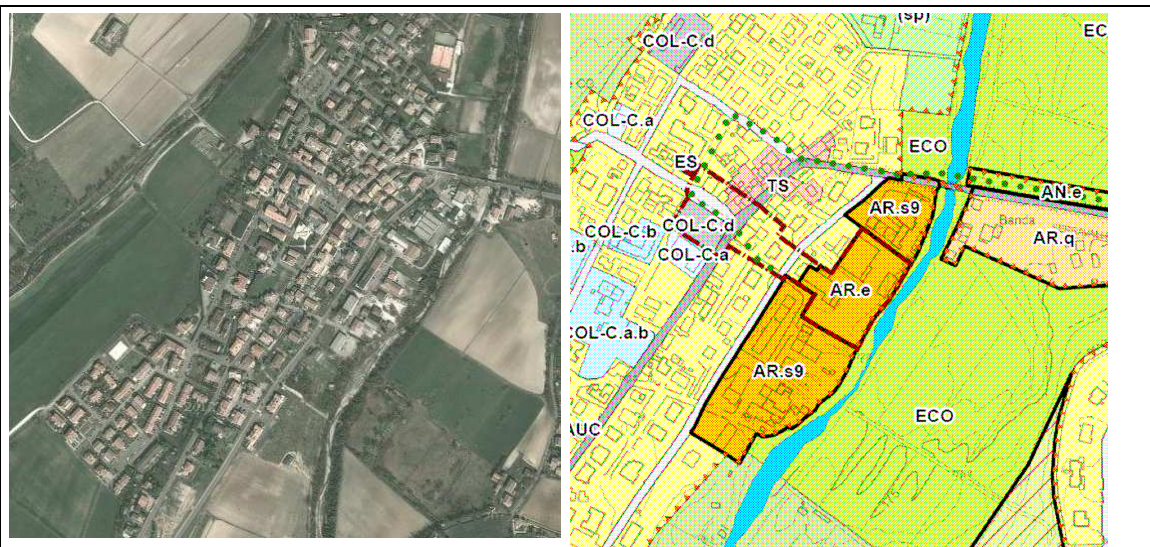 (sp)
EC
COL-C.d
COL-C.a
ECO
ES
TS
AN.e
AR.s9
Banca
COL-C.b
COL-C.d
AR.q
.b
COL-C.a
AR.e
COL-C.a.b
AR.s9
ECO
AUC